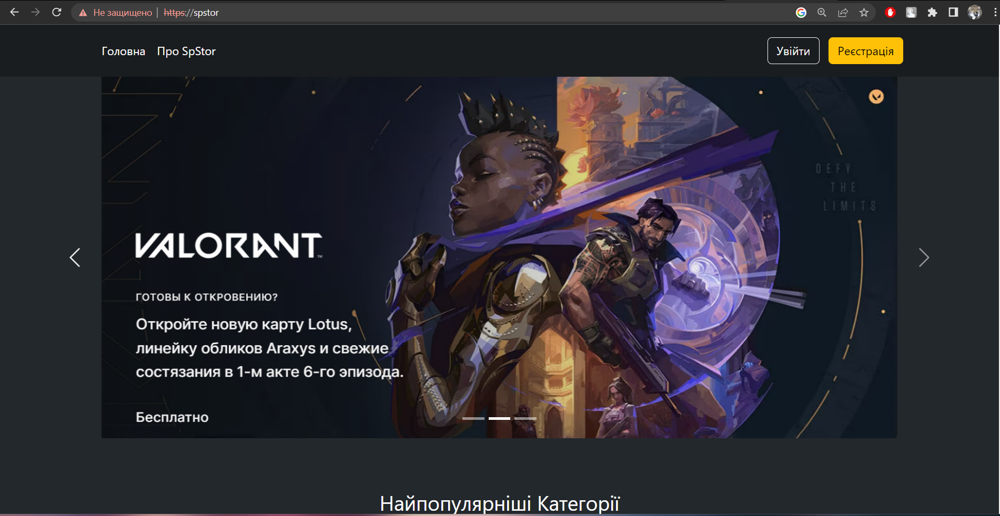 Не защищено | https://spstor
Головна Про SpStor Увійти Реєстрація
DEFY
THE
LIMITS
VALORANT™
ГОТОВЫ К ОТКРОВЕНИЮ?
Откройте новую карту Lotus,
линейку обликов Araxys и свежие
состязания в 1-м акте 6-го эпизода.
Бесплатно
Найпопулярніші Категорії